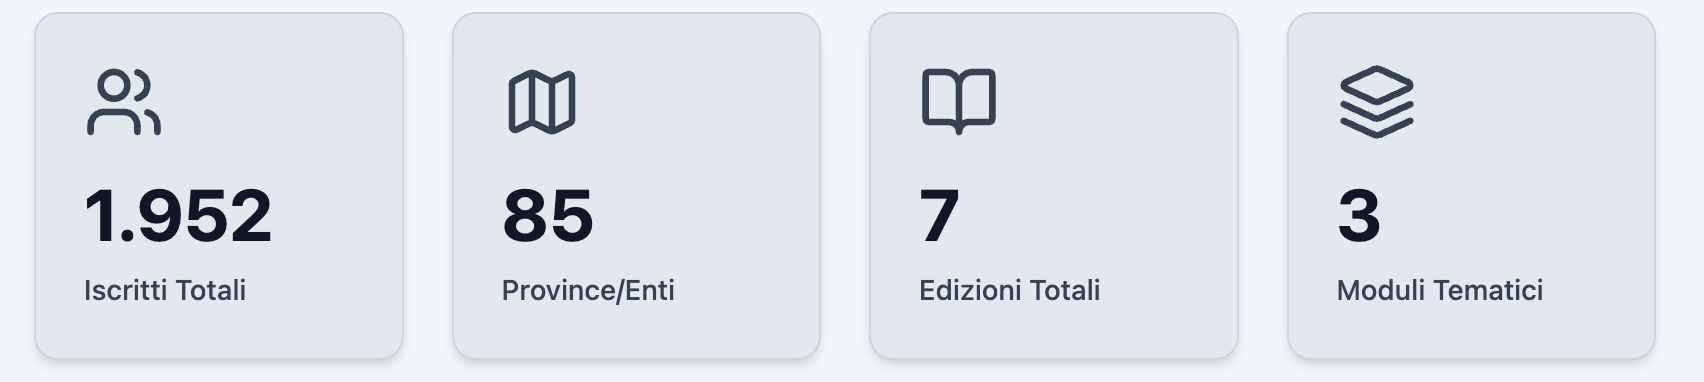 1.952
Iscritti Totali
85
Province/Enti
7
Edizioni Totali
3
Moduli Tematici